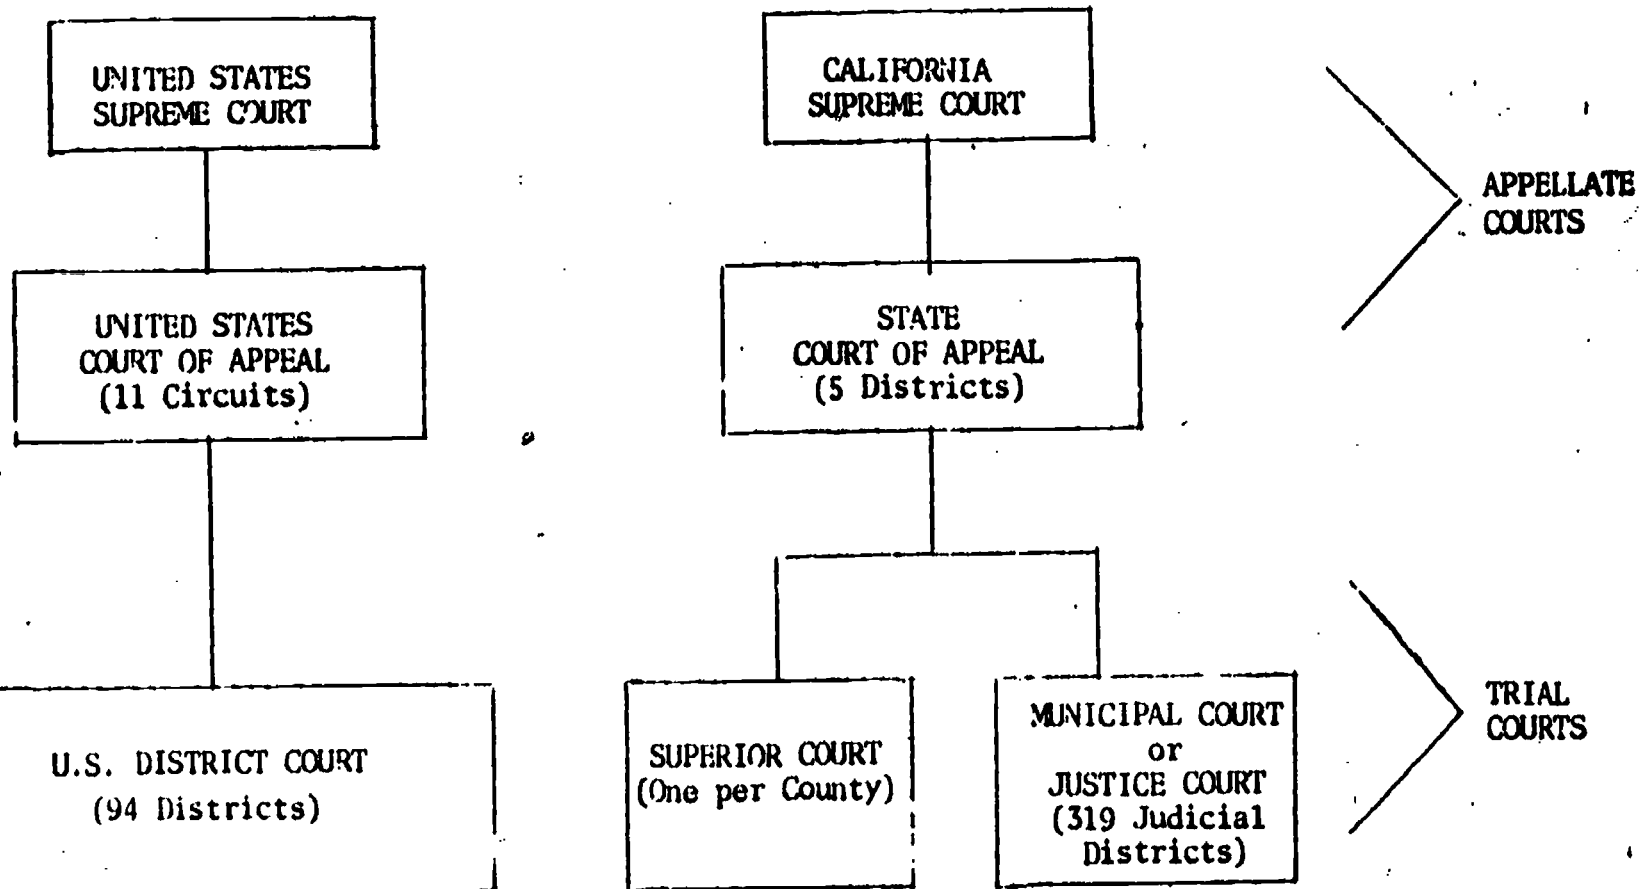 UNITED STATES
SUPREME COURT
CALIFORNIA
SUPREME COURT
APPELLATE
COURTS
UNITED STATES
COURT OF APPEAL
(11 Circuits)
STATE
COURT OF APPEAL
(5 Districts)
U.S. DISTRICT COURT
(94 Districts)
SUPERIOR COURT
(One per County)
MUNICIPAL COURT
or
JUSTICE COURT
(319 Judicial
Districts)
TRIAL
COURTS